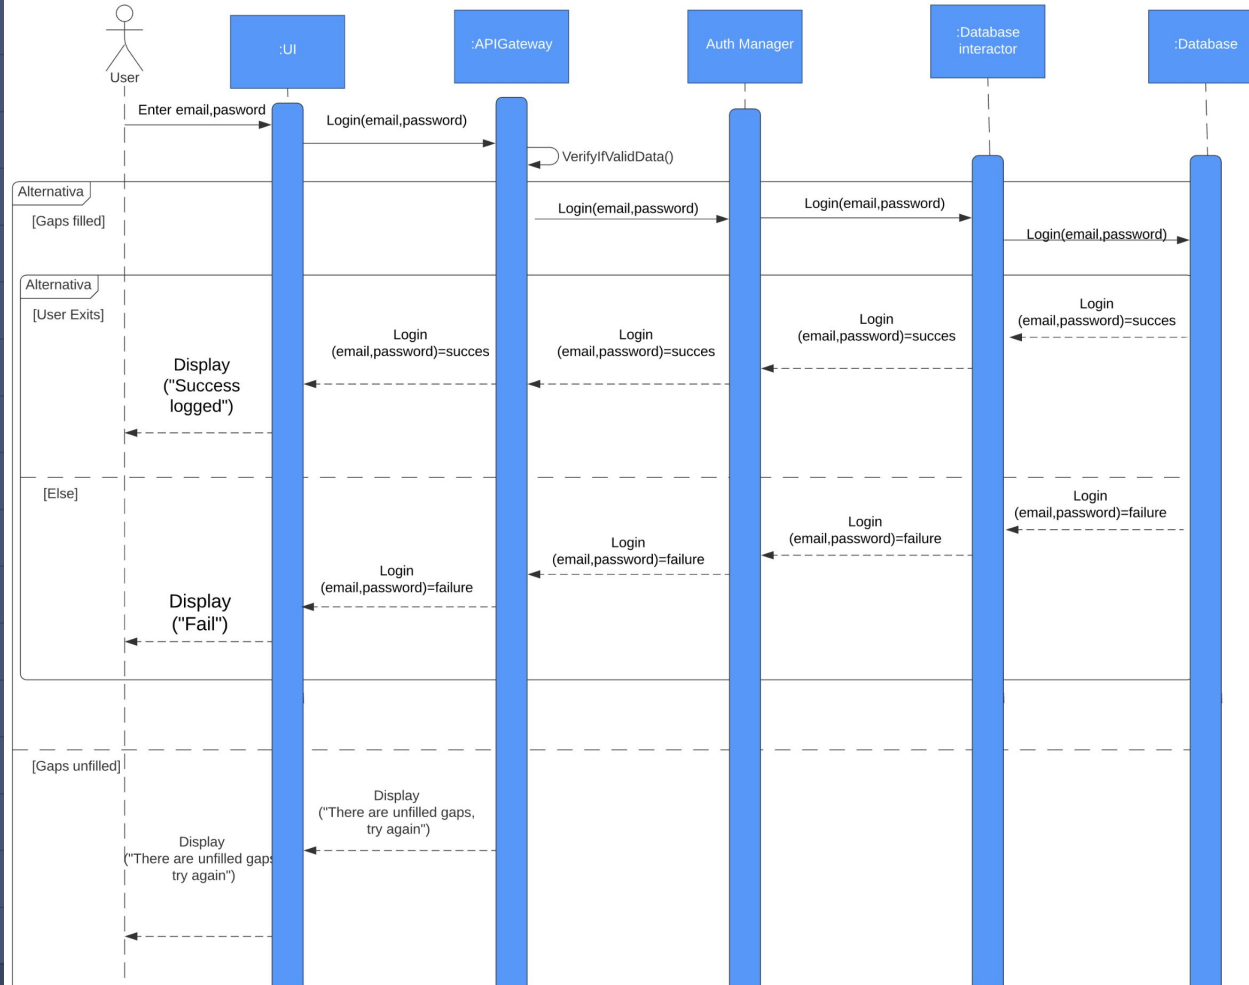 User
:UI
:APIGateway
Auth Manager
:Database
interactor
:Database
Enter email,pasword
Login(email,password)
VerifyIfValidData()
Alternativa
[Gaps filled]
Login(email,password)
Login(email,password)
Login(email,password)
Alternativa
[User Exits]
Login
(email,password)=succes
Login
(email,password)=succes
Login
(email,password)=succes
Login
(email,password)=succes
Display
("Success
logged")
[Else]
Login
(email,password)=failure
Login
(email,password)=failure
Login
(email,password)=failure
Login
(email,password)=failure
Display
("Fail")
[Gaps unfilled]
Display
("There are unfilled gaps,
try again")
Display
("There are unfilled gaps
try again")